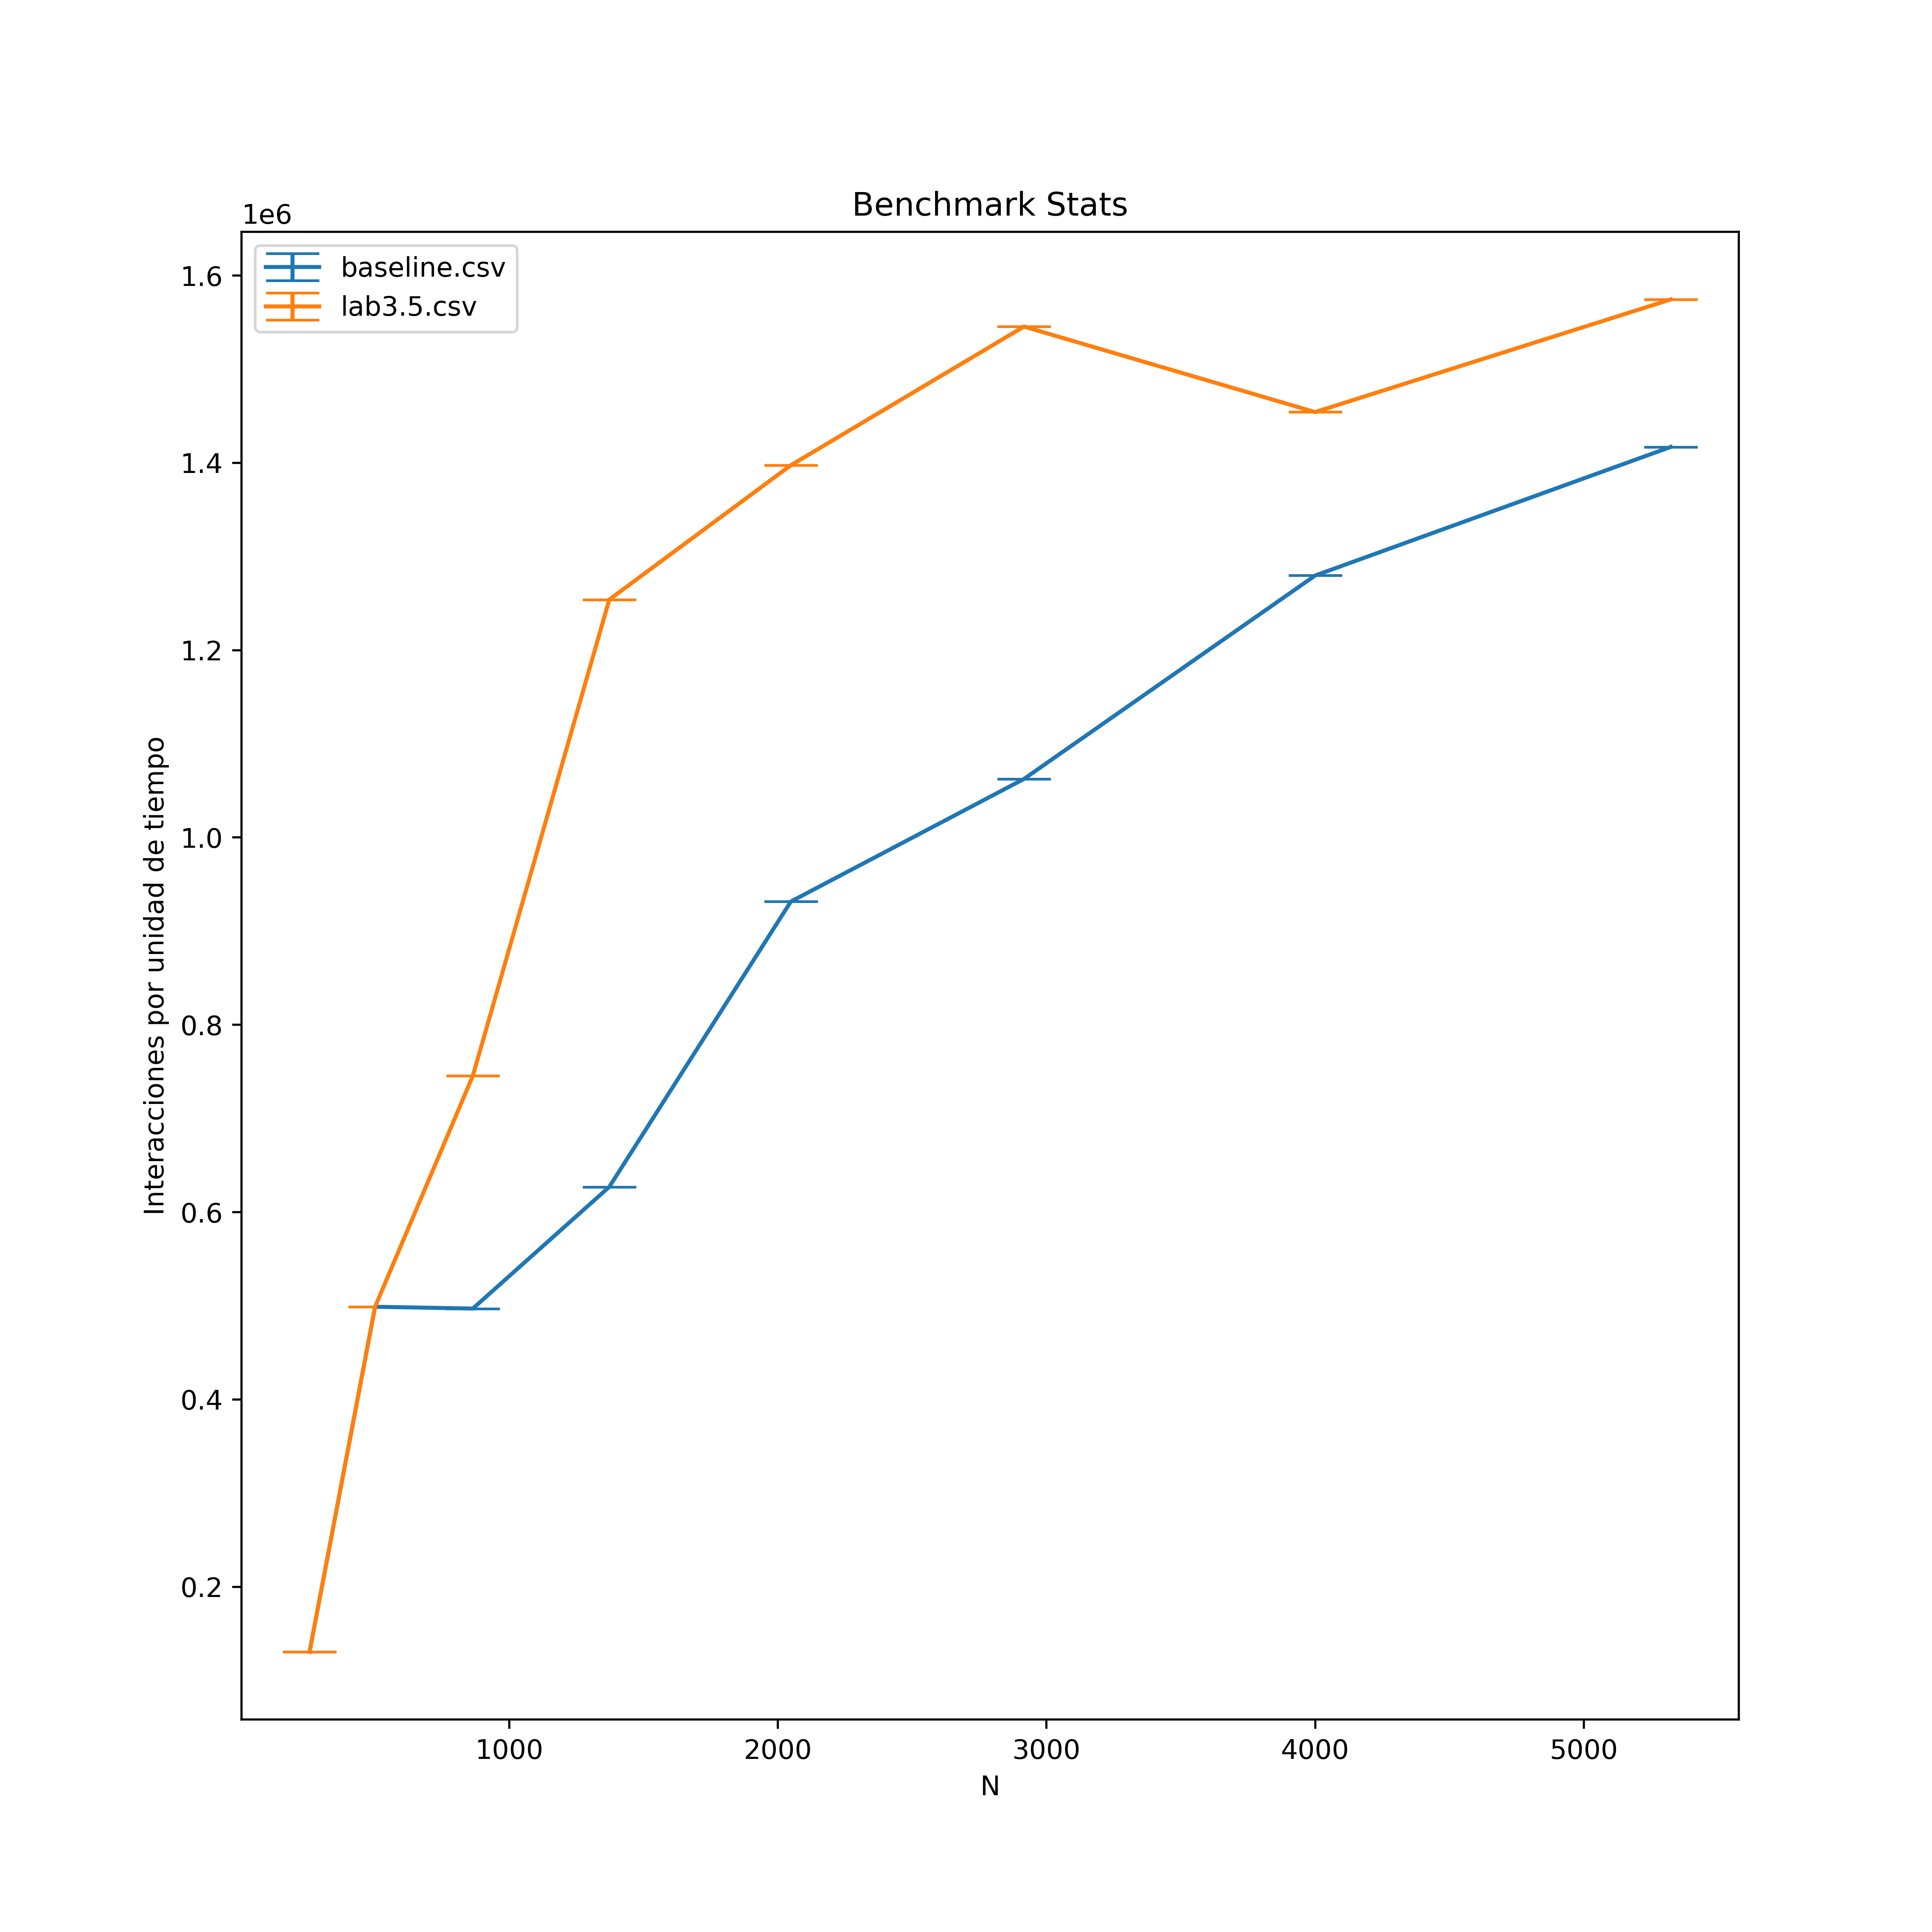 Benchmark Stats
1e6
baseline.csv
lab3.5.csv
1.6
1.4
1.2
1.0
0.8
0.6
0.4
0.2
Interacciones por unidad de tiempo
1000 2000 3000 4000 5000
N